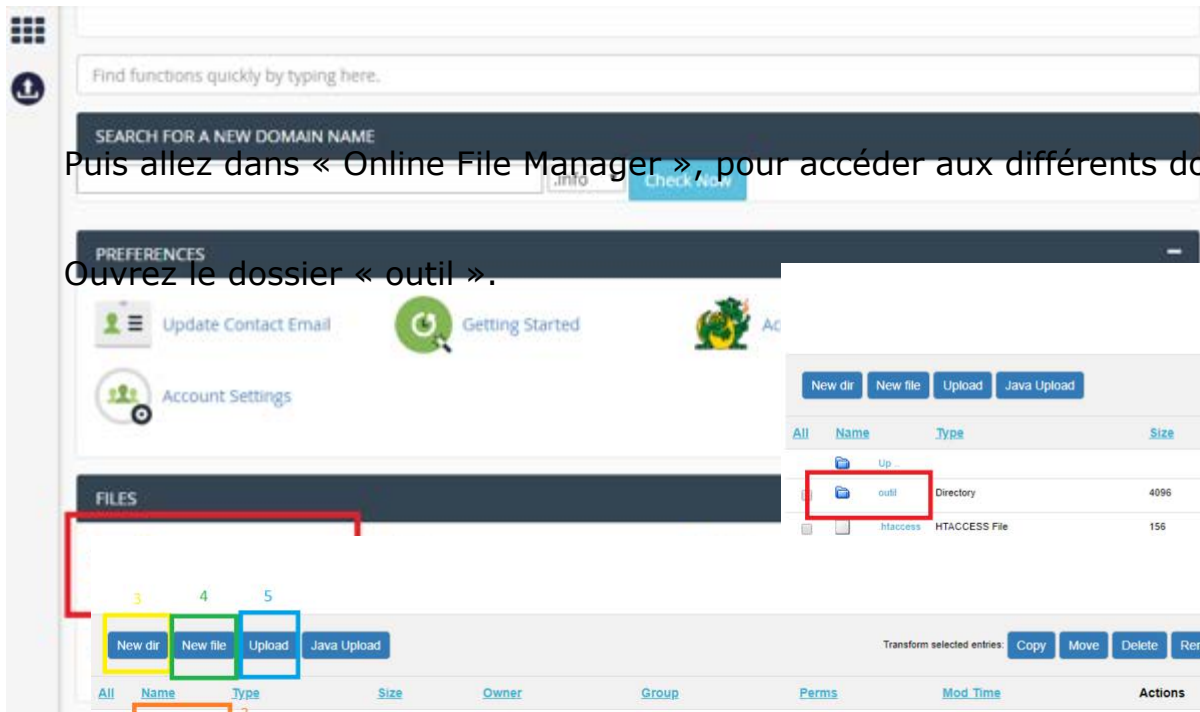 Find functions quickly by typing here.
SEARCH FOR A NEW DOMAIN NAME
Puis allez dans « Online File Manager », pour accéder aux différents
.info Check Now
PREFERENCES
Ouvrez le dossier « outil ».
Update Contact Email Getting Started
Account Settings
New dir New file Upload Java Upload
All Name Type Size
Up ..
outil Directory 4096
.htaccess HTACCESS File 156
FILES
3 4 5
New dir New file Upload Java Upload Transform selected entries: Copy Move Delete
All Name Type Size Owner Group Perms Mod Time Actions